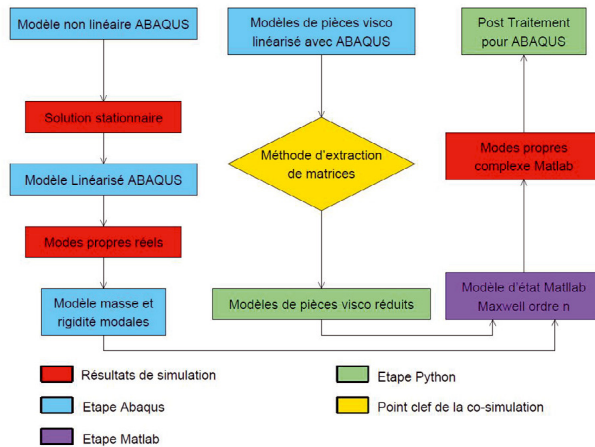 Modèle non linéaire ABAQUS
Solution stationnaire
Modèle Linéarisé ABAQUS
Modes propres réels
Modèle masse et
rigidité modales
Modèles de pièces visco
linéarisé avec ABAQUS
Méthode d'extraction
de matrices
Modèles de pièces visco réduits
Post Traitement
pour ABAQUS
Modes propres
complexe Matlab
Modèle d'état Matllab
Maxwell ordre n
Résultats de simulation
Etape Abaqus
Etape Matlab
Etape Python
Point clef de la co-simulation